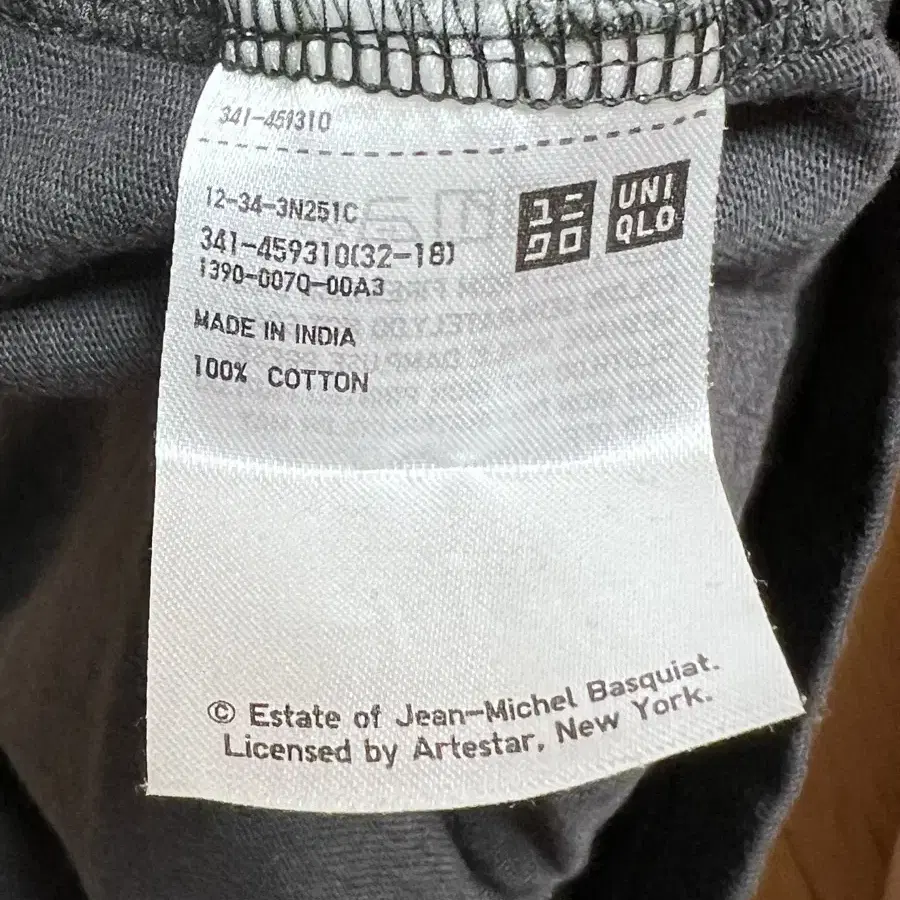 341-459310
12-34-3N251C
341-459310(32-18)
1390-007Q-00A3
ユニ
クロ
UNI
QLO
MADE IN INDIA
100% COTTON
© Estate of Jean-Michel Basquiat.
Licensed by Artestar, New York.